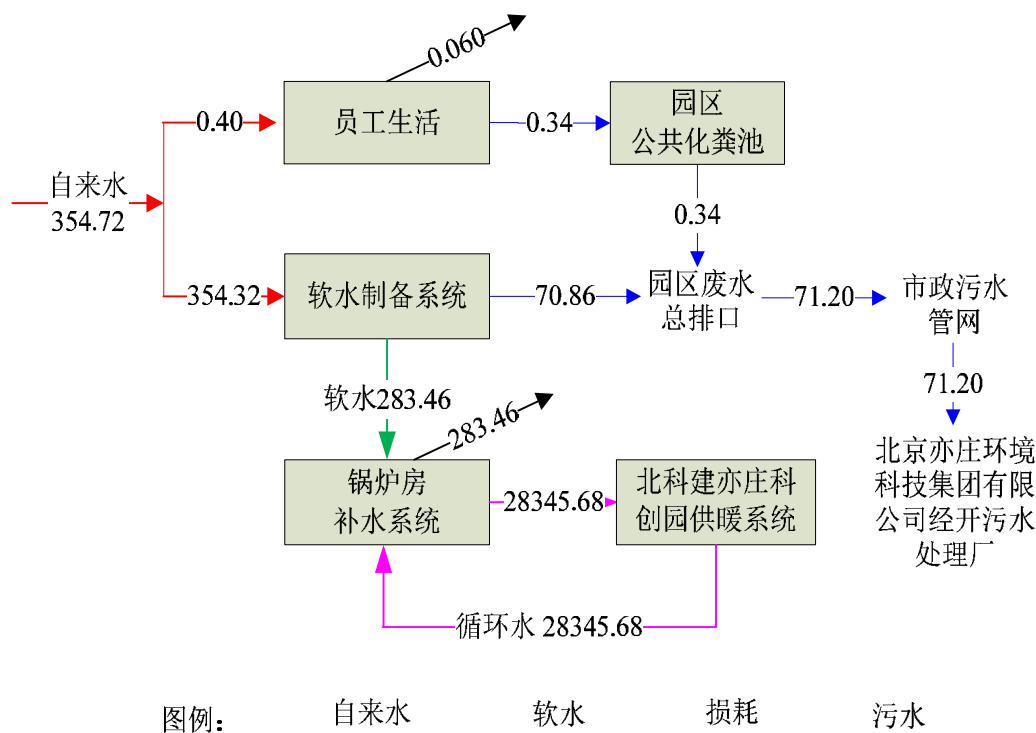 0.060
员工生活
园区
公共化粪池
0.40
0.34
自来水
354.72
0.34
354.32
软水制备系统
70.86
园区废水
总排口
71.20
市政污水
管网
软水283.46
283.46
71.20
锅炉房
补水系统
28345.68
北科建亦庄科
创园供暖系统
北京亦庄环境
科技集团有限
公司经开污水
处理厂
循环水 28345.68
图例：
自来水
软水
损耗
污水